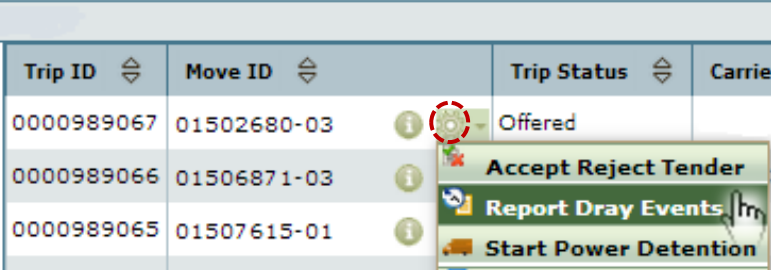 Trip ID Move ID Trip Status Carrie
0000989067 01502680-03 Offered
Accept Reject Tender
0000989066 01506871-03
Report Dray Events
0000989065 01507615-01
Start Power Detention